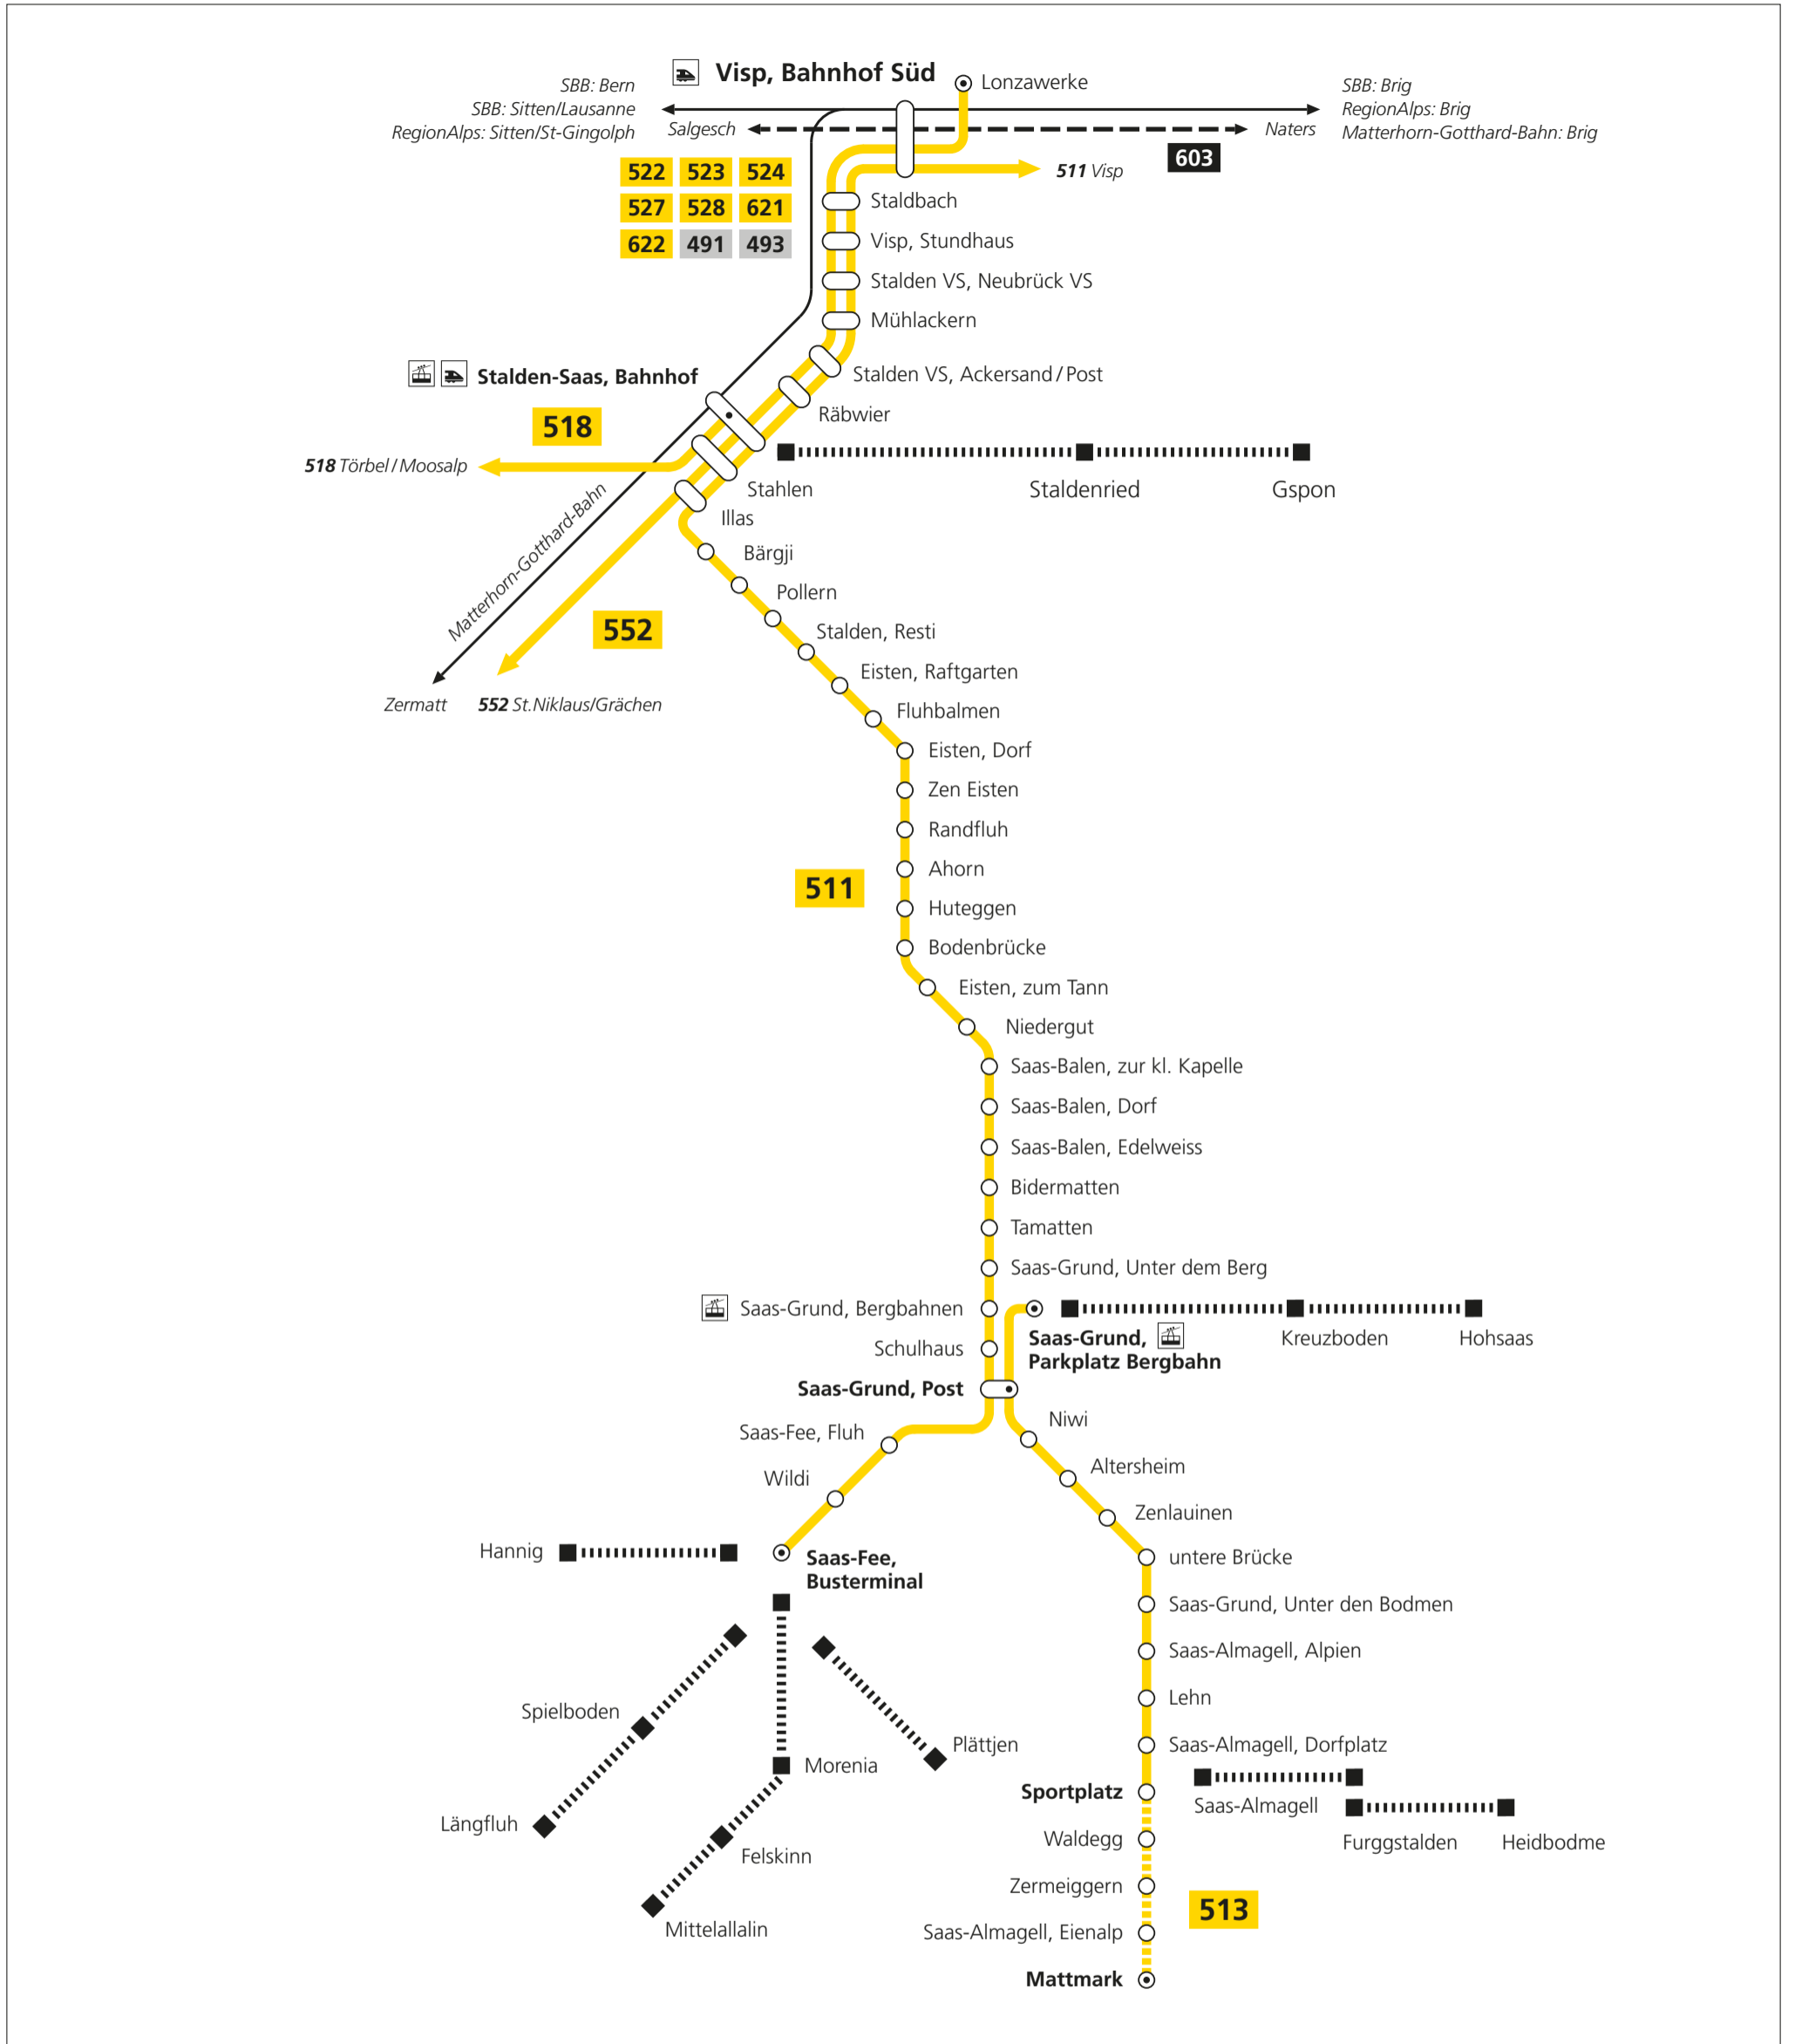 Visp, Bahnhof Süd
Lonzawerke
SBB: Bern
SBB: Sitten/Lausanne
RegionAlps: Sitten/St-Gingolph
SBB: Brig
RegionAlps: Brig
Matterhorn-Gotthard-Bahn: Brig
Salgesch
Naters
603
511 Visp
522 523 524
527 528 621
622 491 493
Staldbach
Visp, Stundhaus
Stalden VS, Neubrück VS
Mühlackern
Stalden VS, Ackersand/Post
Stalden-Saas, Bahnhof
Räbwier
518
518 Törbel/Moosalp
Stahlen
Staldenried
Gspon
Illas
Matterhorn-Gotthard-Bahn
Bärgji
Pollern
552
Stalden, Resti
Eisten, Raftgarten
Zermatt
552 St.Niklaus/Grächen
Fluhbalmen
Eisten, Dorf
Zen Eisten
Randfluh
Ahorn
511
Huteggen
Bodenbrücke
Eisten, zum Tann
Niedergut
Saas-Balen, zur kl. Kapelle
Saas-Balen, Dorf
Saas-Balen, Edelweiss
Bidermatten
Tamatten
Saas-Grund, Unter dem Berg
Saas-Grund, Bergbahnen
Saas-Grund,
Parkplatz Bergbahn
Kreuzboden
Hohsaas
Schulhaus
Saas-Grund, Post
Niwi
Saas-Fee, Fluh
Altersheim
Wildi
Zenlauinen
Hannig
Saas-Fee,
Busterminal
untere Brücke
Saas-Grund, Unter den Bodmen
Saas-Almagell, Alpien
Lehn
Spielboden
Plättjen
Saas-Almagell, Dorfplatz
Morenia
Sportplatz
Saas-Almagell
Längfluh
Waldegg
Furggstalden
Heidbodme
Felskinn
Zermeiggern
513
Mittelallalin
Saas-Almagell, Eienalp
Mattmark